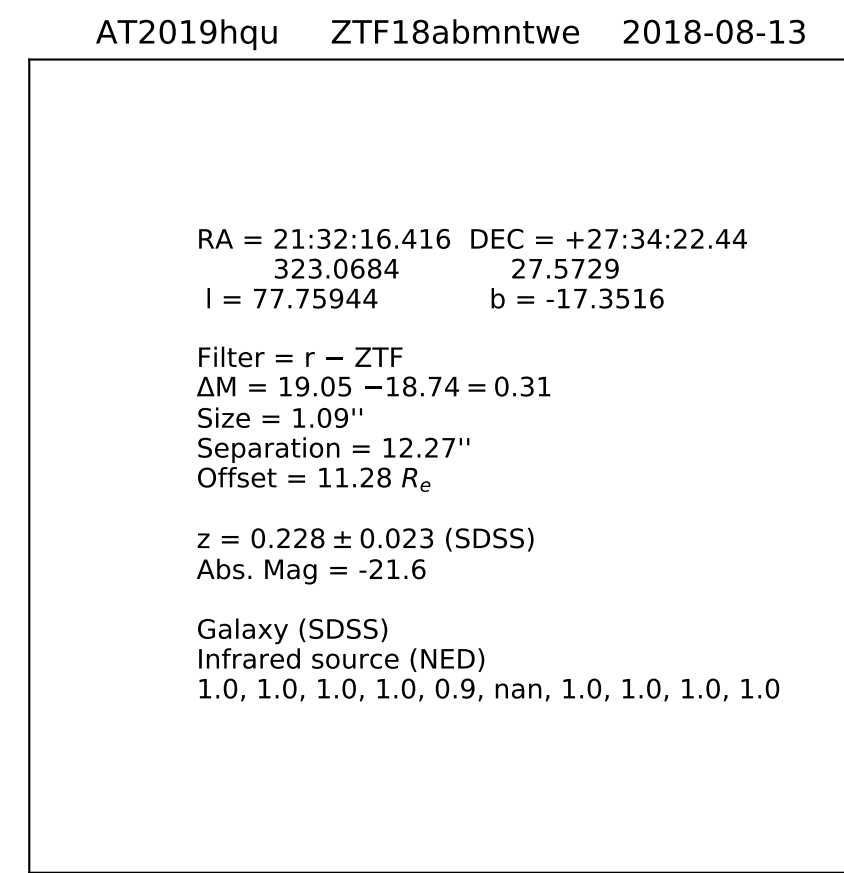 AT2019hqu ZTF18abmntwe 2018-08-13
RA = 21:32:16.416 DEC = +27:34:22.44
323.0684 27.5729
l = 77.75944 b = -17.3516
Filter = r − ZTF
ΔM = 19.05 −18.74 = 0.31
Size = 1.09''
Separation = 12.27''
Offset = 11.28 Rₑ
z = 0.228 ± 0.023 (SDSS)
Abs. Mag = -21.6
Galaxy (SDSS)
Infrared source (NED)
1.0, 1.0, 1.0, 1.0, 0.9, nan, 1.0, 1.0, 1.0, 1.0